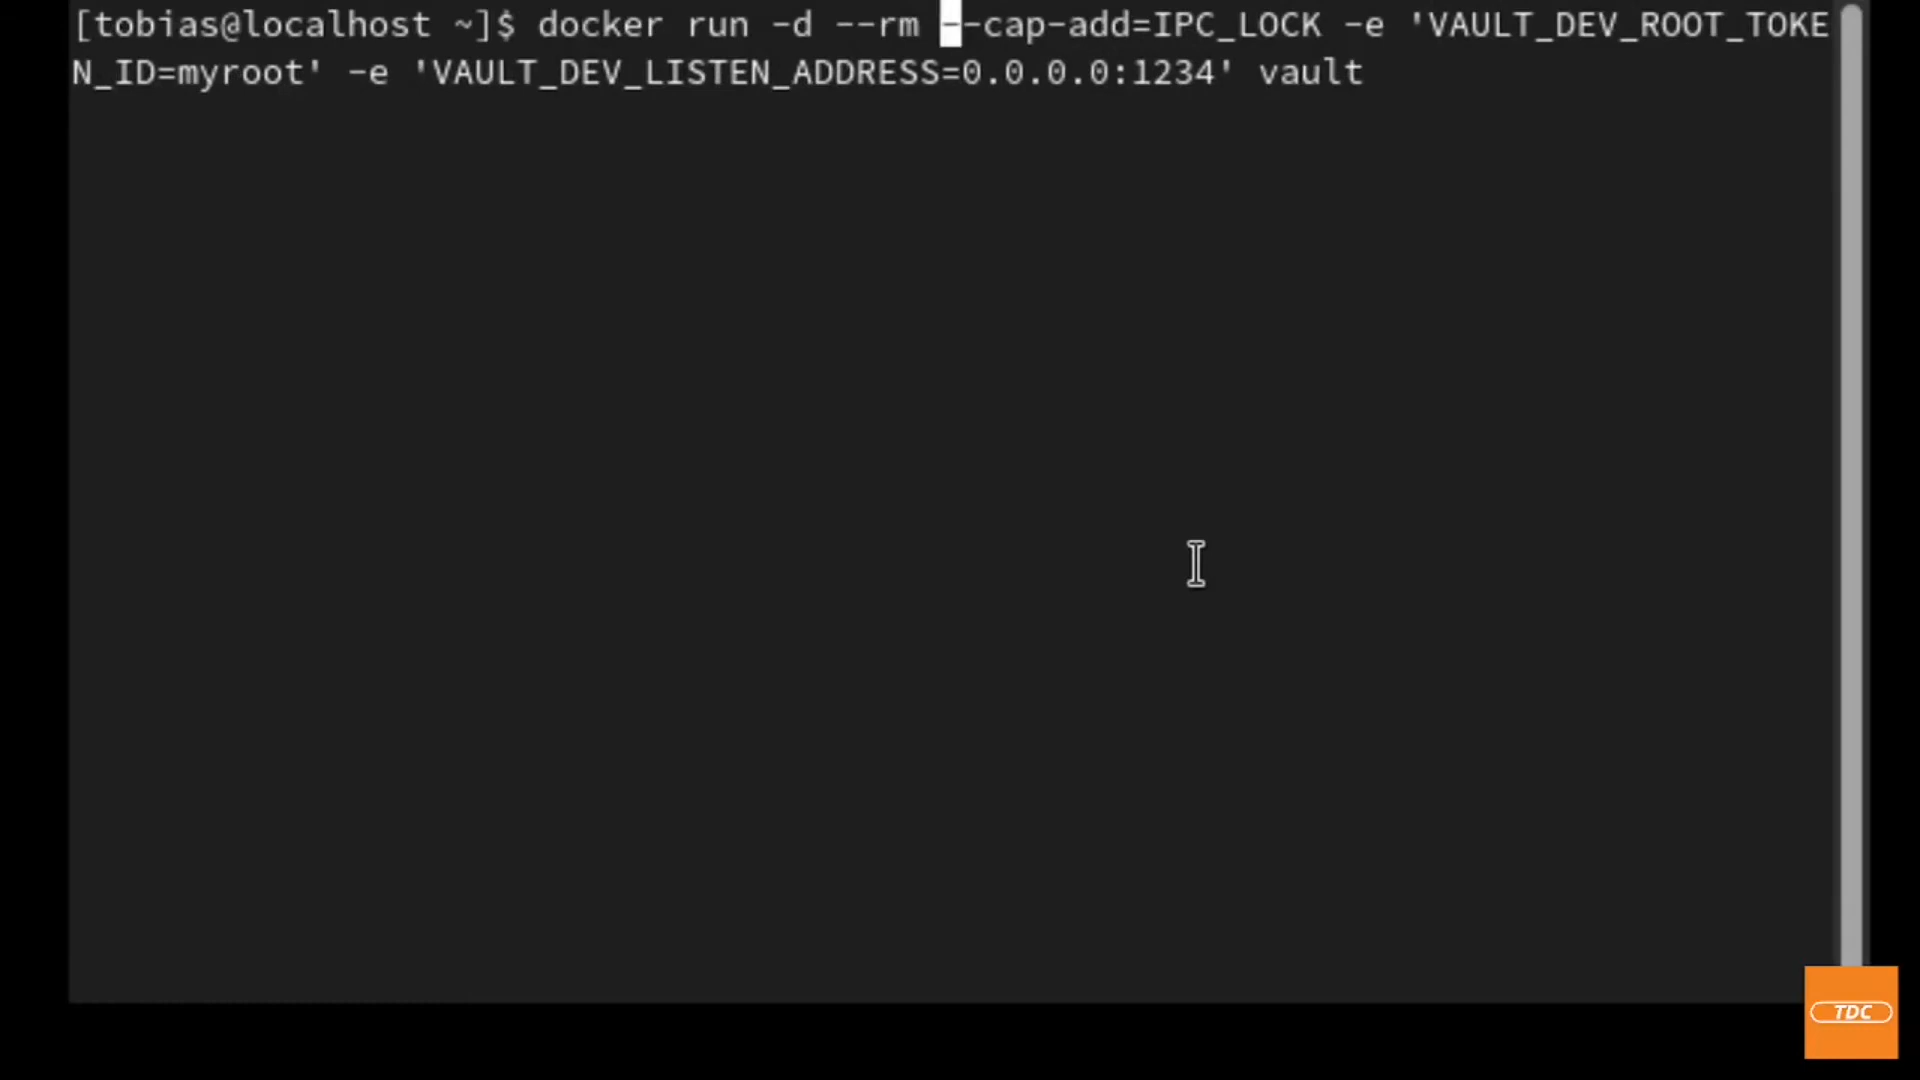 [tobias@localhost ~]$ docker run -d --rm --cap-add=IPC_LOCK -e 'VAULT_DEV_ROOT_TOKE
N_ID=myroot' -e 'VAULT_DEV_LISTEN_ADDRESS=0.0.0.0:1234' vault
TDC